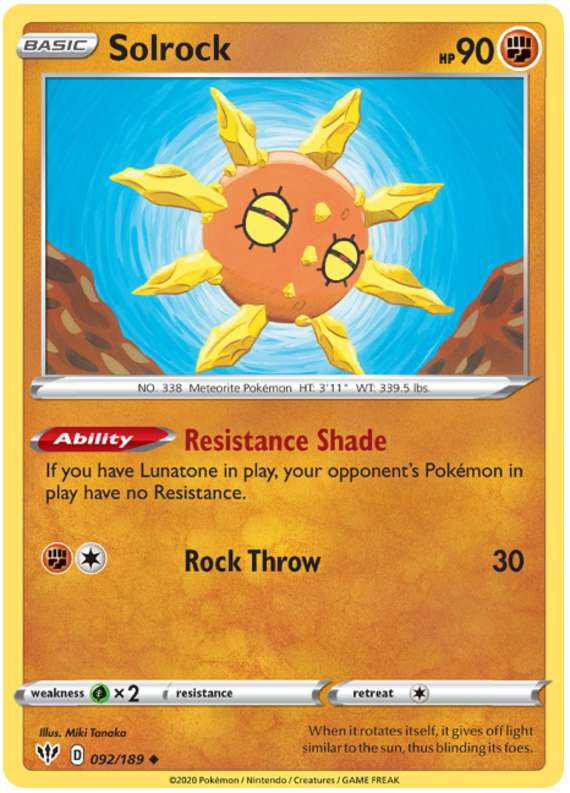 BASIC Solrock HP 90
NO. 338 Meteorite Pokémon HT: 3'11" WT: 339.5 lbs.
Ability Resistance Shade
If you have Lunatone in play, your opponent's Pokémon in
play have no Resistance.
Rock Throw 30
weakness ×2 resistance retreat
Illus. Miki Tanaka
When it rotates itself, it gives off light
similar to the sun, thus blinding its foes.
D 092/189
©2020 Pokémon / Nintendo / Creatures / GAME FREAK